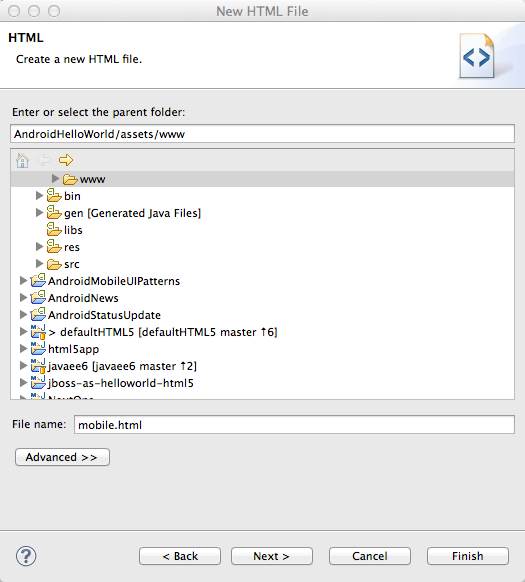 New HTML File
HTML
Create a new HTML file.
Enter or select the parent folder:
AndroidHelloWorld/assets/www
www
bin
gen [Generated Java Files]
libs
res
src
AndroidMobileUIPatterns
AndroidNews
AndroidStatusUpdate
> defaultHTML5 [defaultHTML5 master ↑6]
html5app
javaee6 [javaee6 master ↑2]
jboss-as-helloworld-html5
File name: mobile.html
Advanced >>
? < Back Next > Cancel Finish